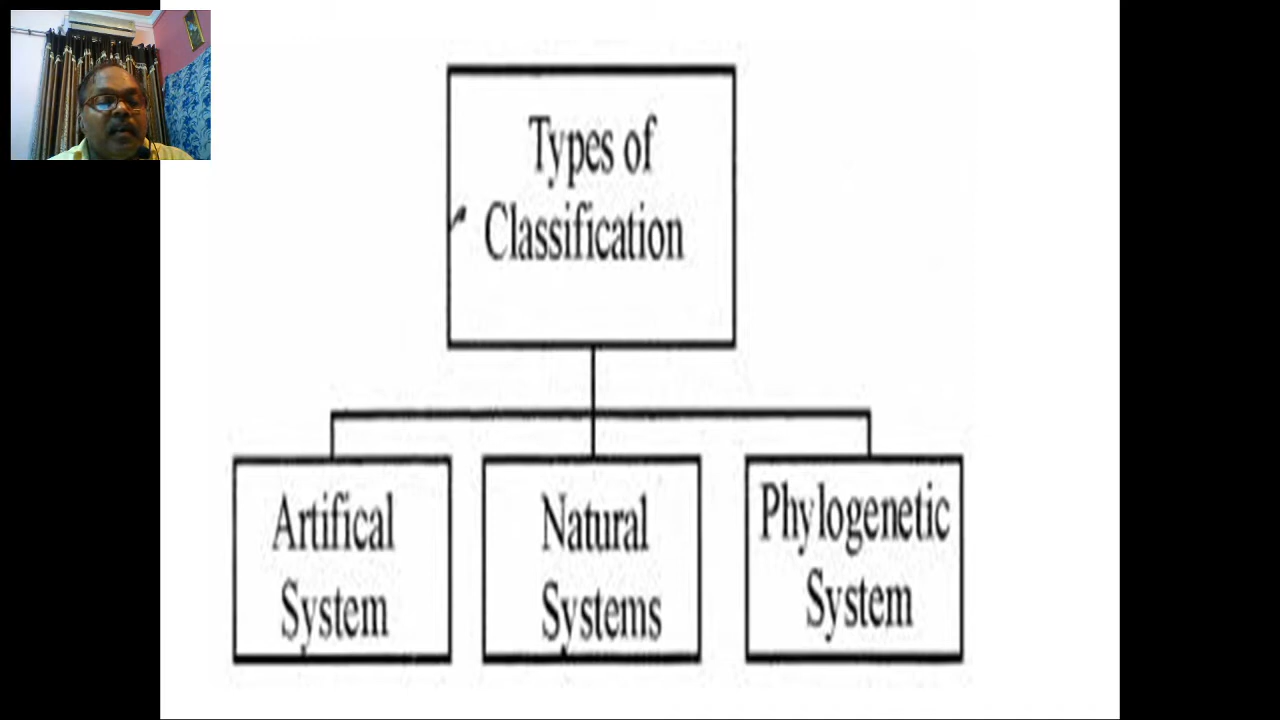 Types of
Classification
Artifical
System
Natural
Systems
Phylogenetic
System